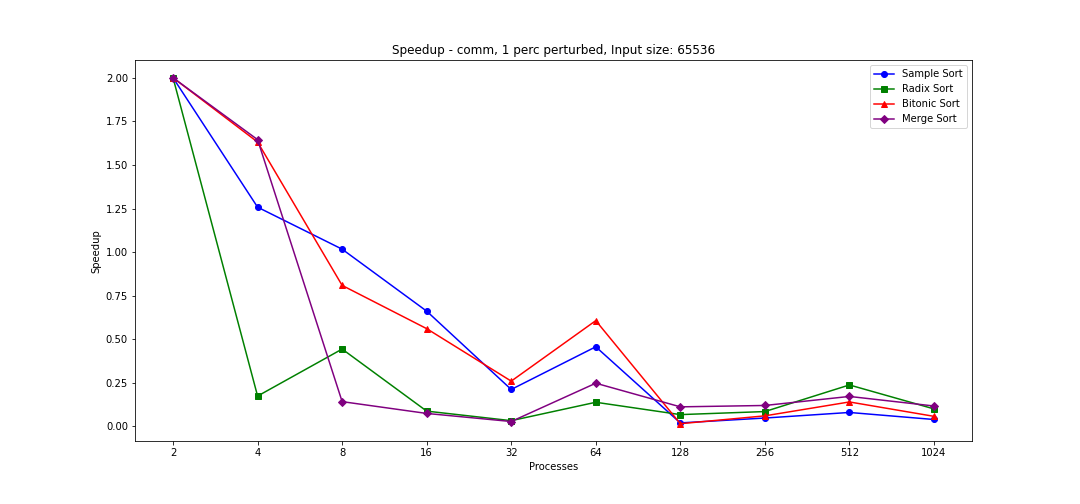 Speedup - comm, 1 perc perturbed, Input size: 65536
Sample Sort
Radix Sort
Bitonic Sort
Merge Sort
Speedup
2.00
1.75
1.50
1.25
1.00
0.75
0.50
0.25
0.00
2 4 8 16 32 64 128 256 512 1024
Processes